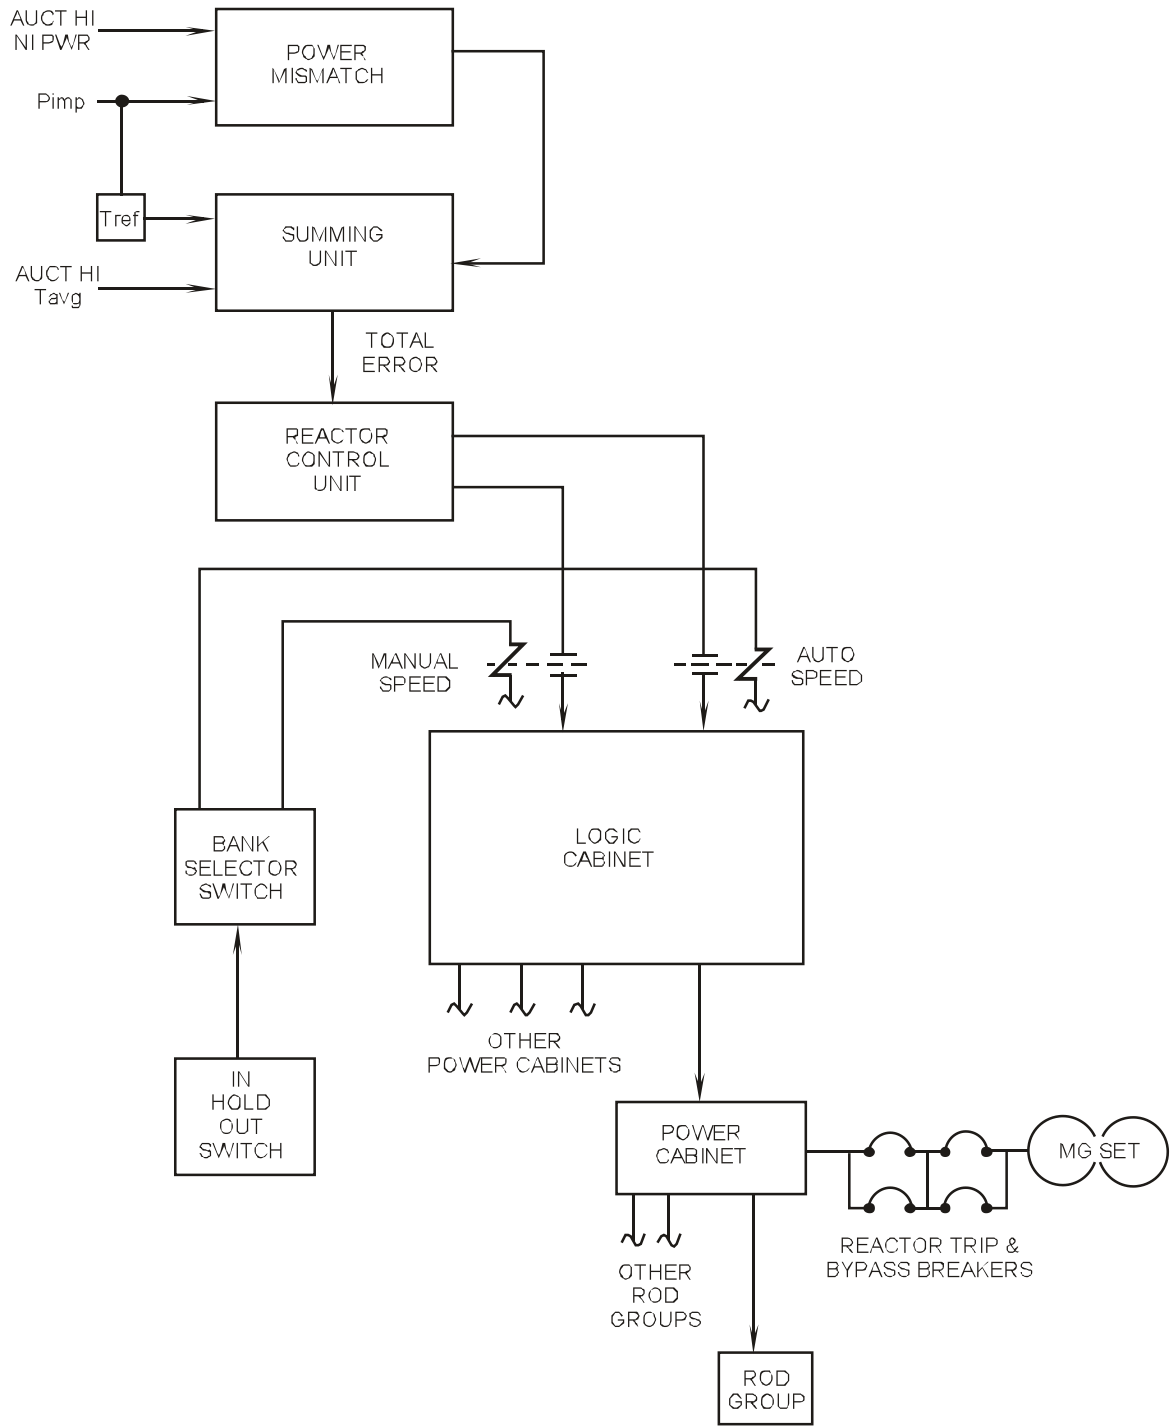 AUCT HI
NI PWR
POWER
MISMATCH
Pimp
Tref
SUMMING
UNIT
AUCT HI
Tavg
TOTAL
ERROR
REACTOR
CONTROL
UNIT
MANUAL
SPEED
AUTO
SPEED
LOGIC
CABINET
BANK
SELECTOR
SWITCH
OTHER
POWER CABINETS
IN
HOLD
OUT
SWITCH
POWER
CABINET
MG SET
REACTOR TRIP &
BYPASS BREAKERS
OTHER
ROD
GROUPS
ROD
GROUP